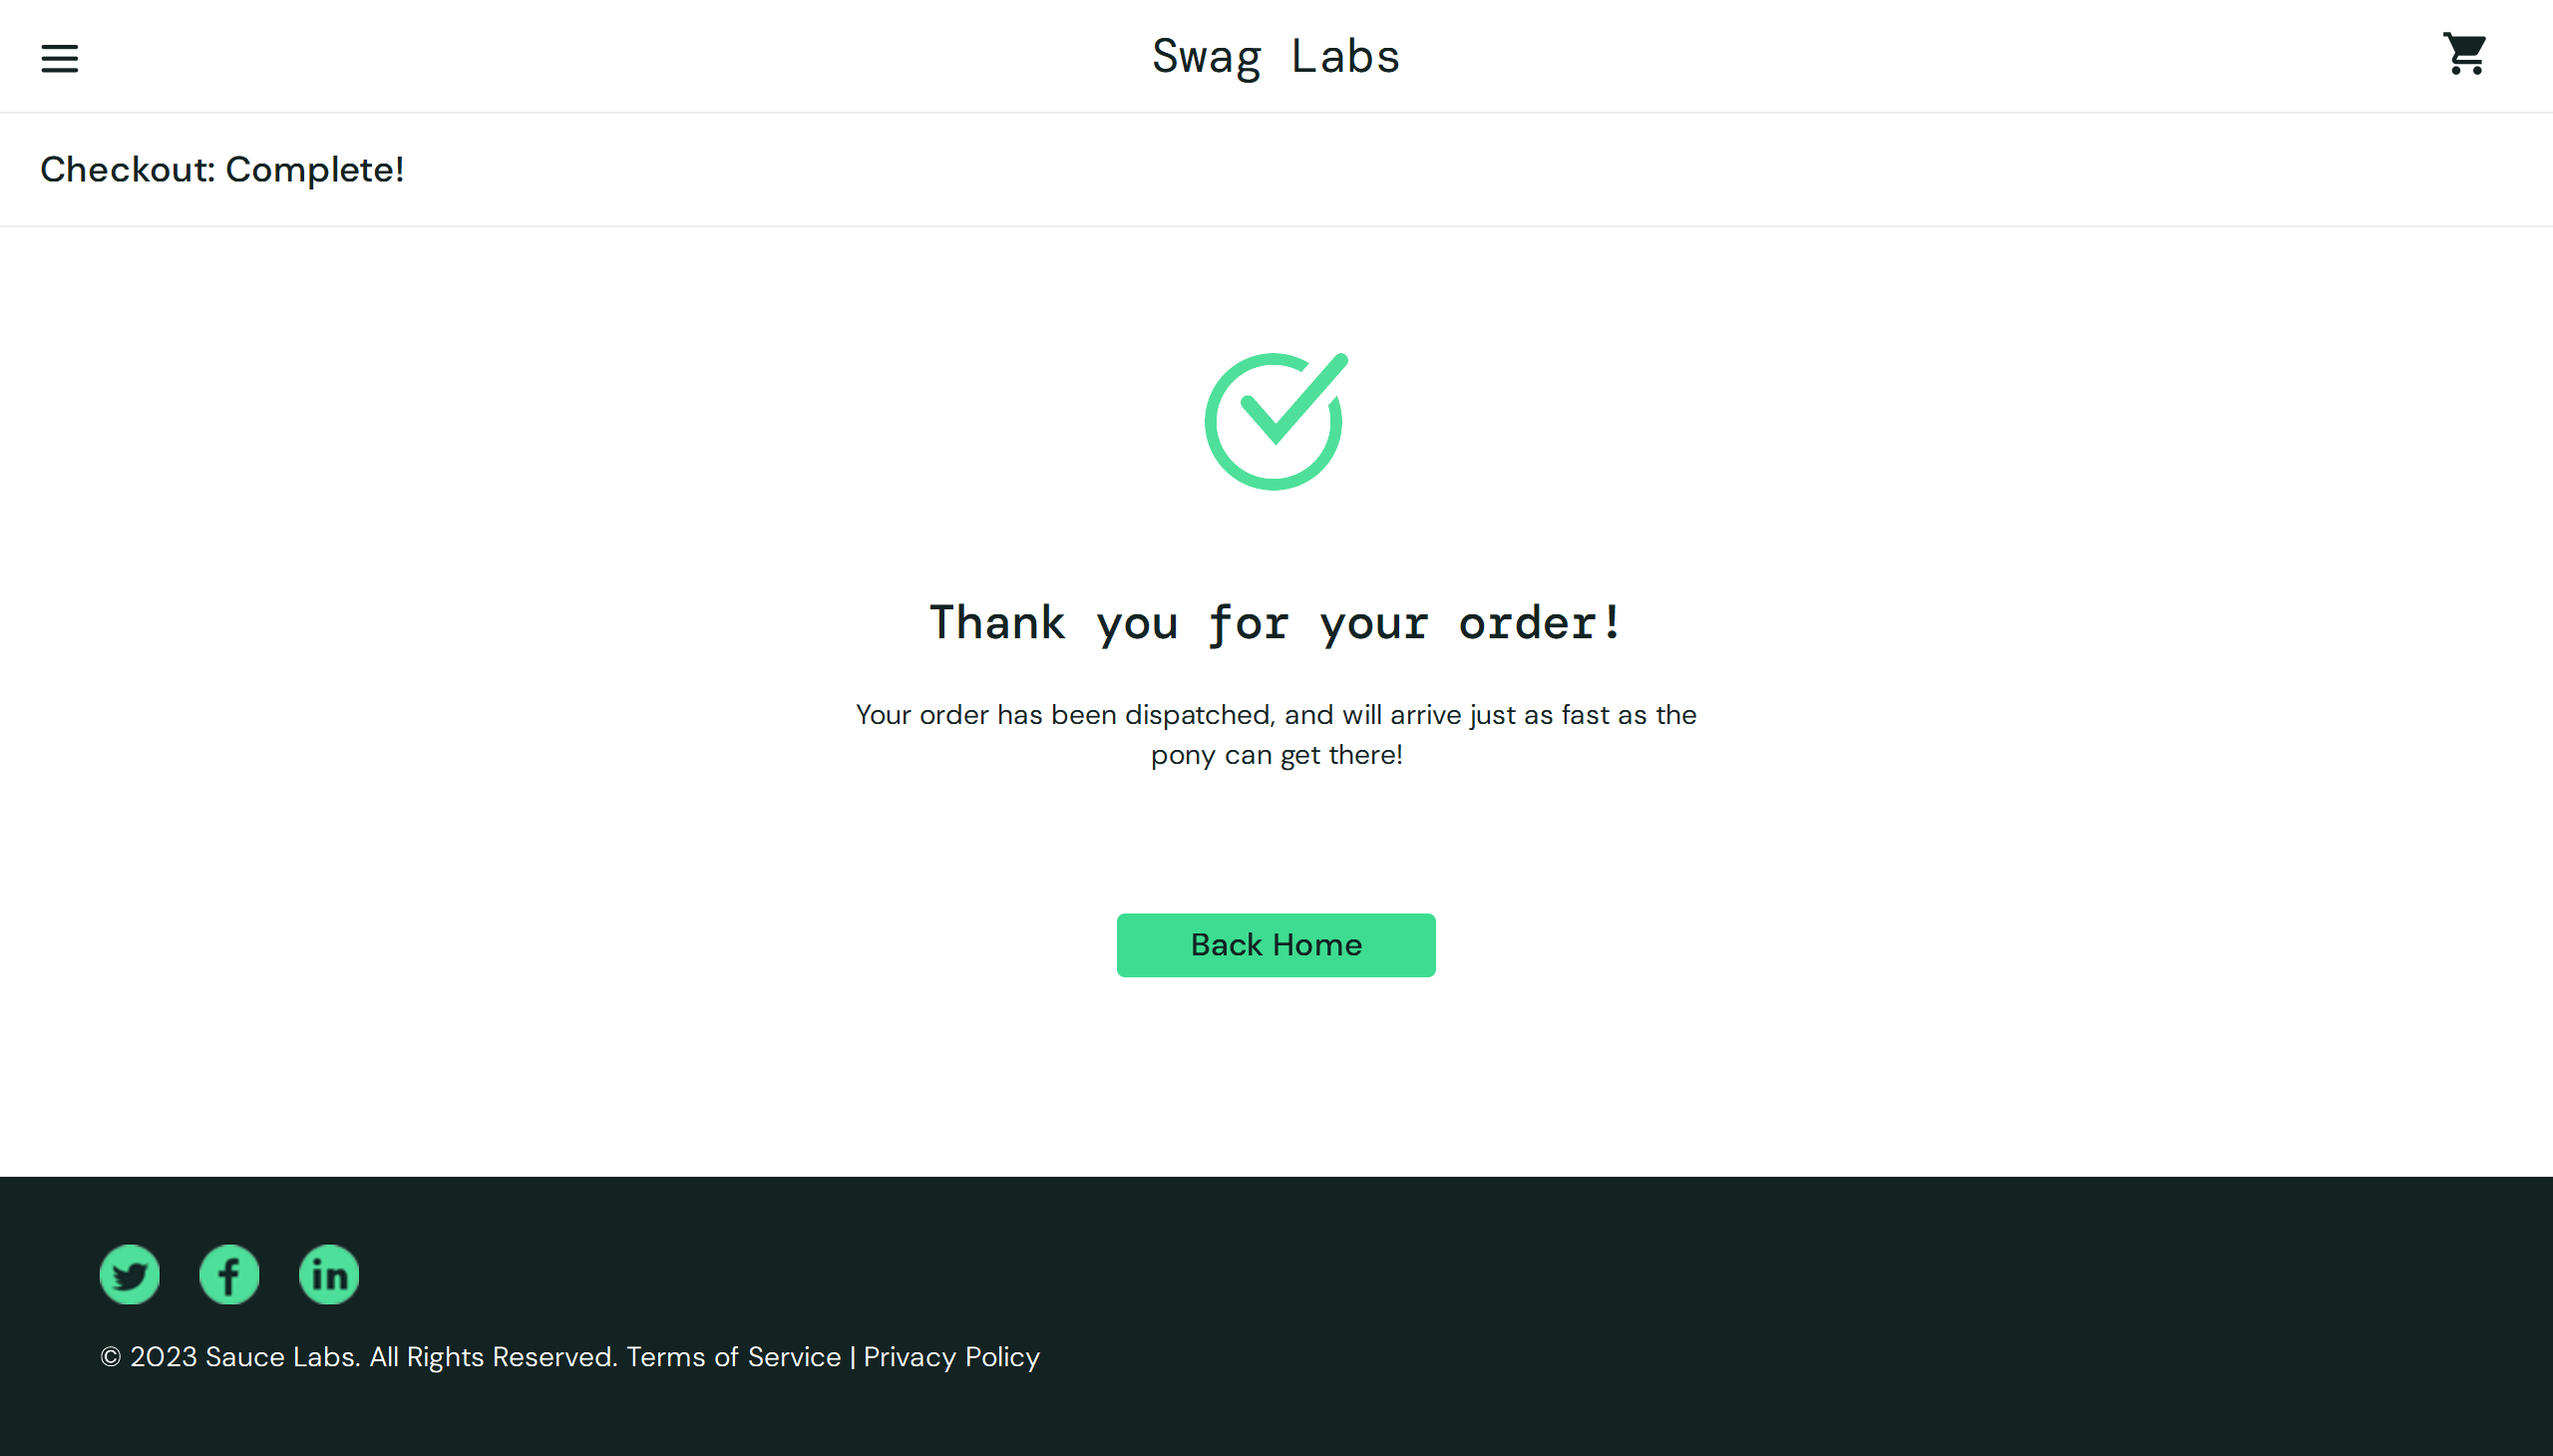 Swag Labs
Checkout: Complete!
Thank you for your order!
Your order has been dispatched, and will arrive just as fast as the
pony can get there!
Back Home
© 2023 Sauce Labs. All Rights Reserved. Terms of Service | Privacy Policy